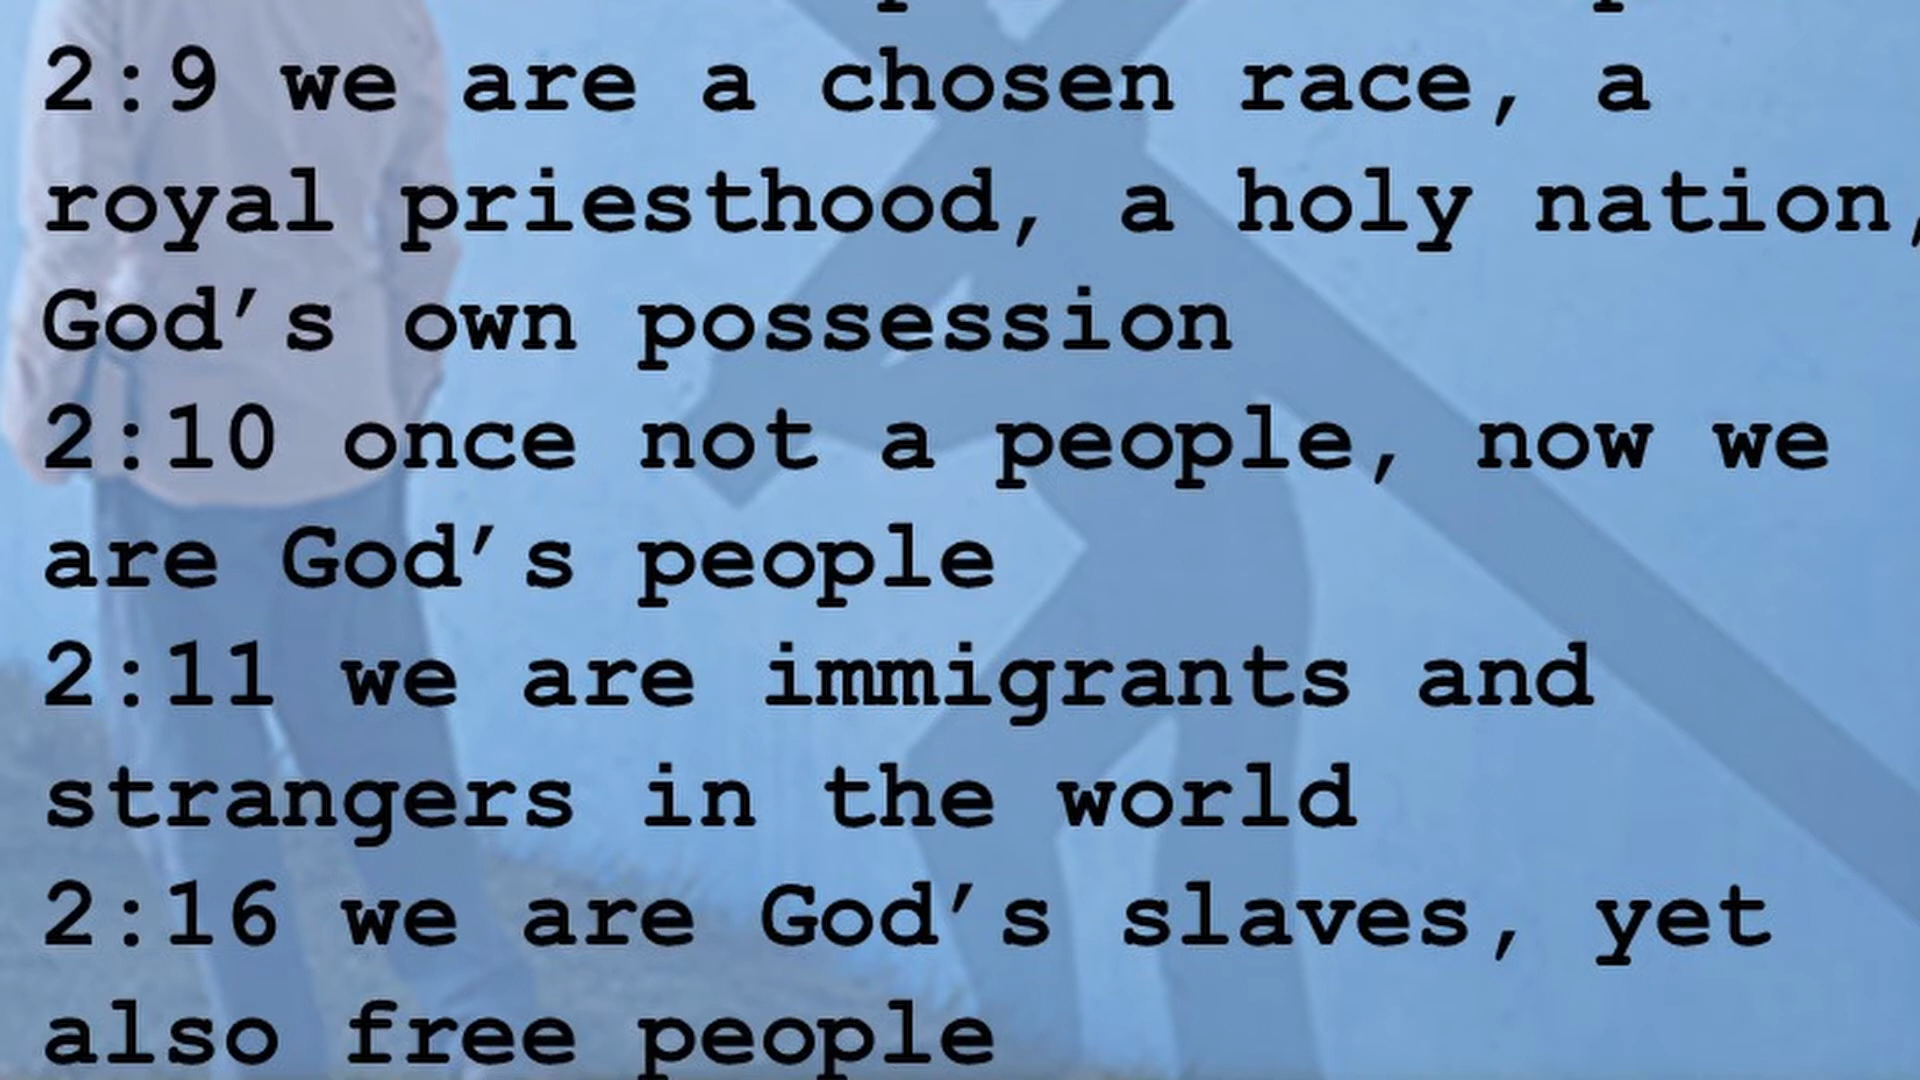 2:9 we are a chosen race, a
royal priesthood, a holy nation,
God’s own possession
2:10 once not a people, now we
are God’s people
2:11 we are immigrants and
strangers in the world
2:16 we are God’s slaves, yet
also free people